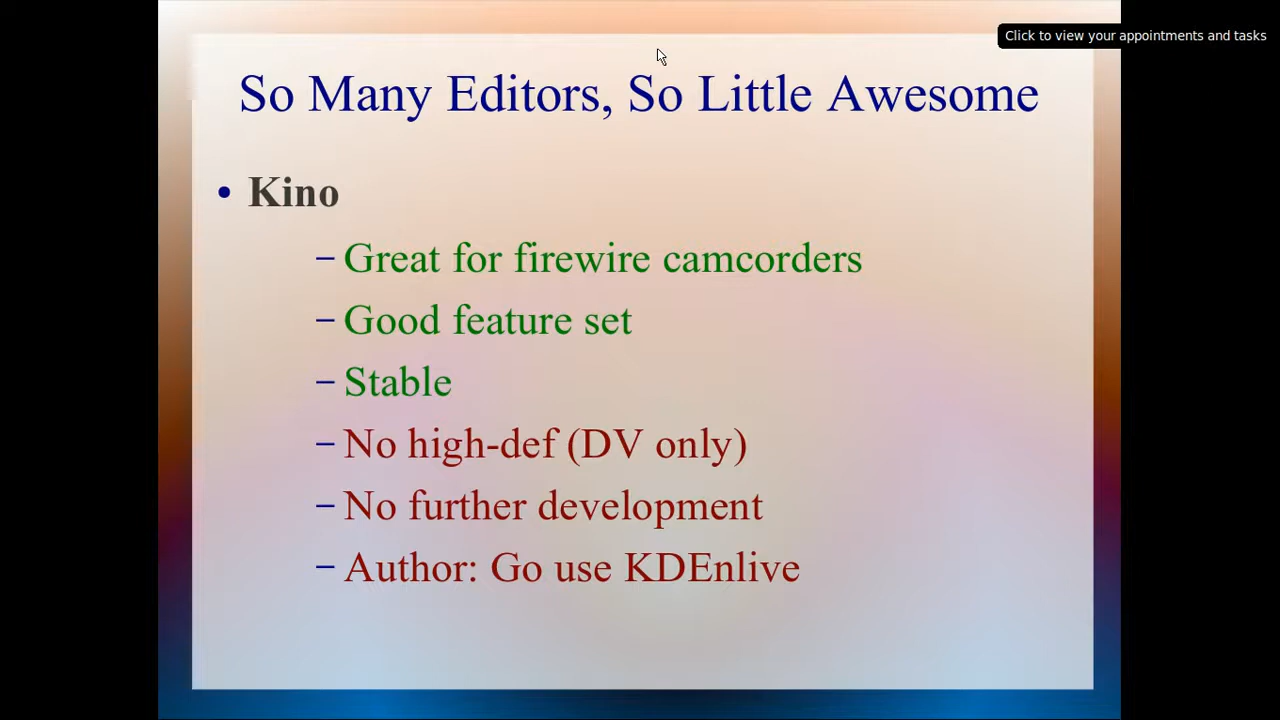 Click to view your appointments and tasks
So Many Editors, So Little Awesome
• Kino
– Great for firewire camcorders
– Good feature set
– Stable
– No high-def (DV only)
– No further development
– Author: Go use KDEnlive